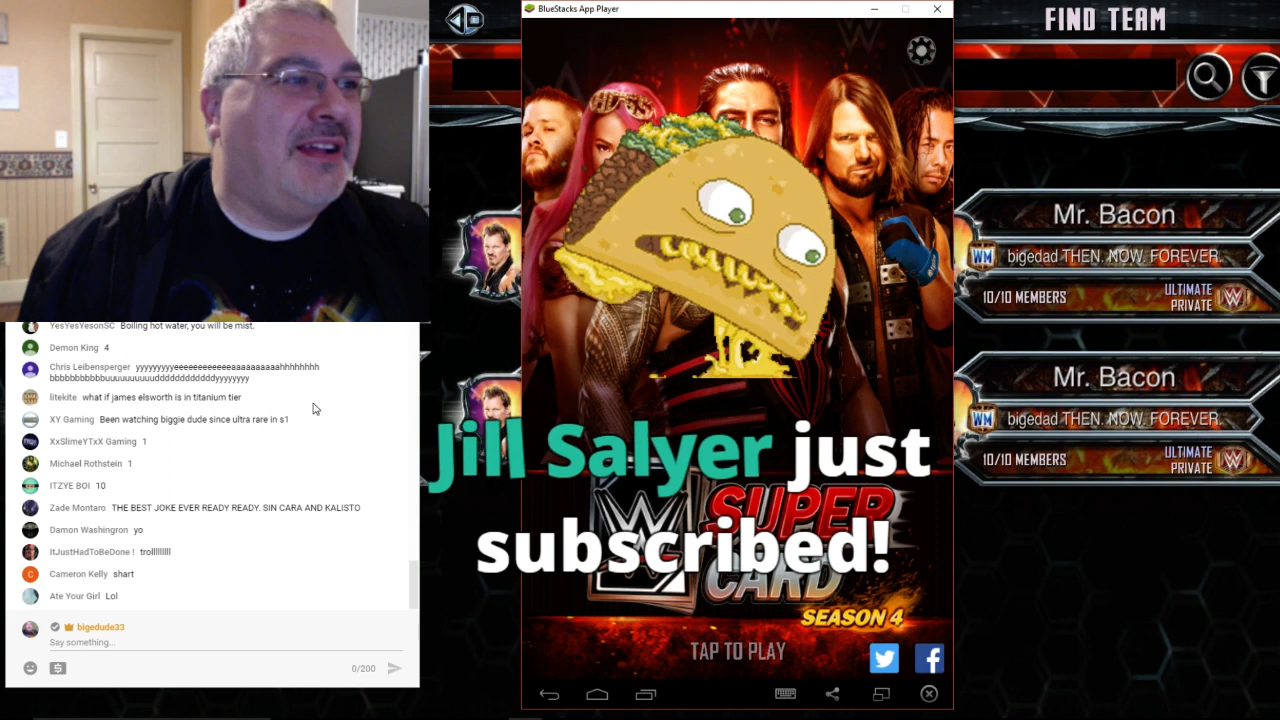 BlueStacks App Player
FIND TEAM
YesYesYesonSC Boiling hot water, you will be mist.
Demon King 4
Chris Leibensperger yyyyyyyyyeeeeeeeeeeeeaaaaaaaaaahhhhhhhh
bbbbbbbbbbbuuuuuuuuuddddddddddddyyyyyyy
litekite what if james elsworth is in titanium tier
XY Gaming Been watching biggie dude since ultra rare in s1
XxSlimeYTxX Gaming 1
Michael Rothstein 1
ITZYE BOI 10
Zade Montaro THE BEST JOKE EVER READY READY. SIN CARA AND KALISTO
Damon Washingron yo
ItJustHadToBeDone ! trolllllllll
Cameron Kelly shart
Ate Your Girl Lol
bigedude33
Say something...
0/200
Jill Salyer just
subscribed!
SUPER
CARD
SEASON 4
TAP TO PLAY
Mr. Bacon
WM bigedad THEN. NOW. FOREVER.
10/10 MEMBERS
ULTIMATE
PRIVATE
Mr. Bacon
bigedad THEN. NOW. FOREVER.
10/10 MEMBERS
ULTIMATE
PRIVATE